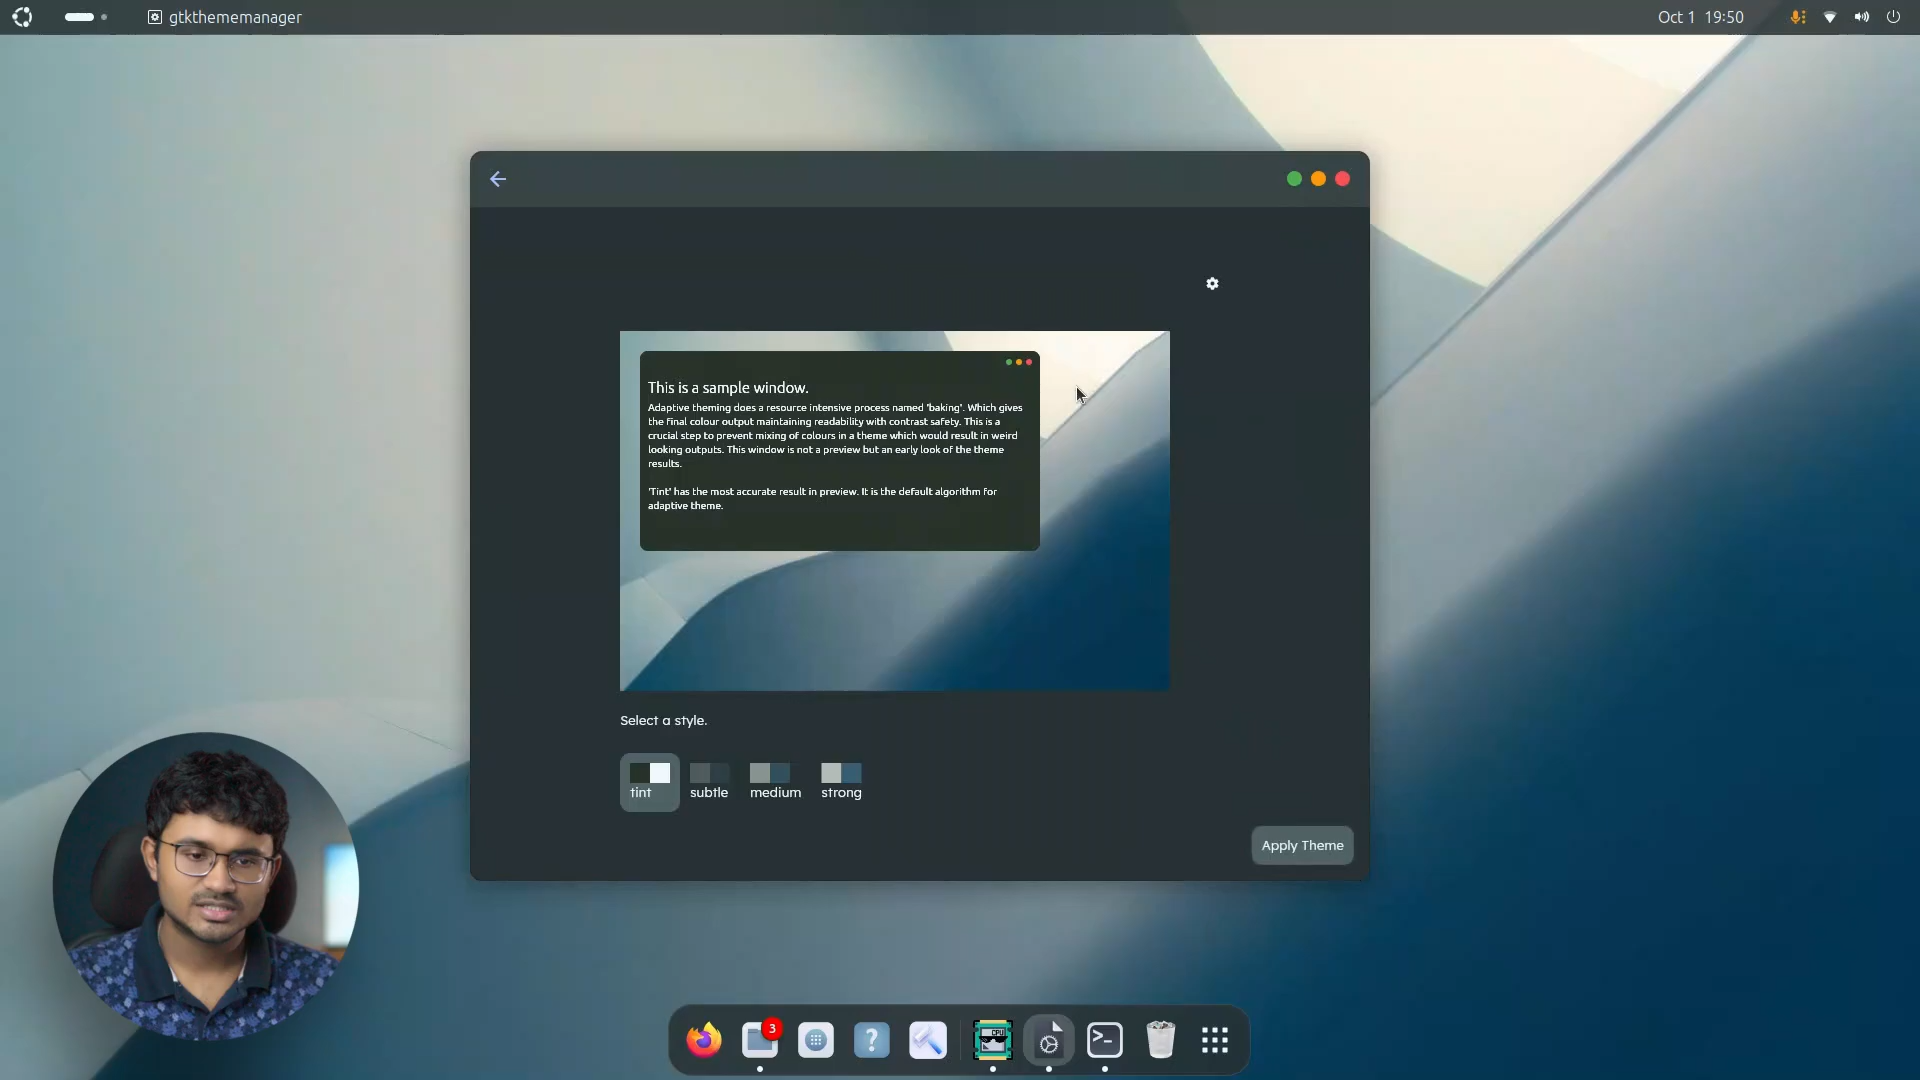 gtkthememanager
Oct 1 19:50
This is a sample window.
Adaptive theming does a resource intensive process named 'baking'. Which gives
the final colour output maintaining readability with contrast safety. This is a
crucial step to prevent mixing of colours in a theme which would result in weird
looking outputs. This window is not a preview but an early look of the theme
results.
'Tint' has the most accurate result in preview. It is the default algorithm for
adaptive theme.
Select a style.
tint subtle medium strong
Apply Theme
3
?
CPU
>_